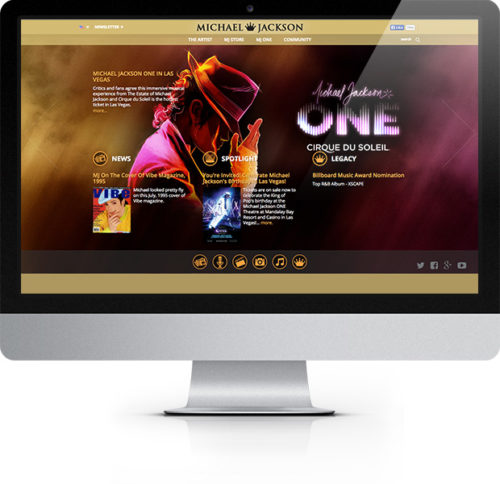 NEWSLETTER
MICHAEL JACKSON
THE ARTIST MJ STORE MJ ONE COMMUNITY
MICHAEL JACKSON ONE IN LAS
VEGAS
Critics and fans agree this immersive musical
experience from The Estate of Michael
Jackson and Cirque du Soleil is the hottest
ticket in Las Vegas.
more...
Michael Jackson
ONE
CIRQUE DU SOLEIL
NEWS
MJ On The Cover Of Vibe Magazine,
1995
VIBE
Michael looked pretty fly
on this July, 1995 cover of
Vibe magazine.
SPOTLIGHT
You're Invited! Celebrate Michael
Jackson's Birthday in Las Vegas!
Tickets are on sale now to
celebrate the King of
Pop's birthday at the
Michael Jackson ONE
Theatre at Mandalay Bay
Resort and Casino in Las
Vegas... more.
LEGACY
Billboard Music Award Nomination
Top R&B Album - XSCAPE